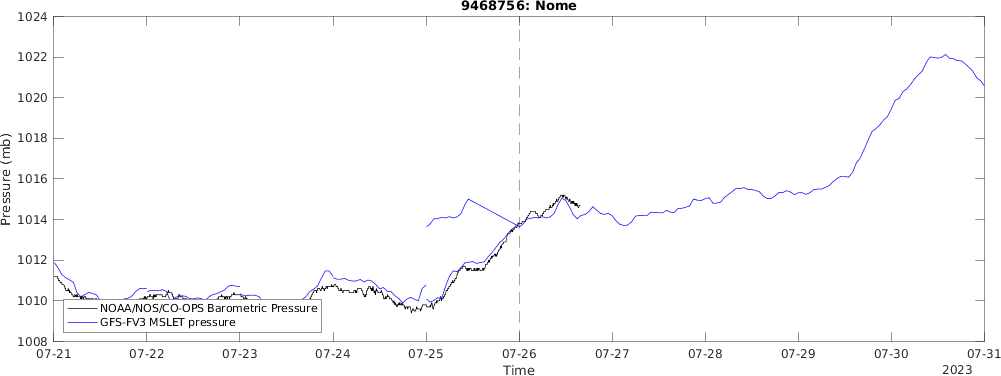 9468756: Nome
Pressure (mb)
1024
1022
1020
1018
1016
1014
1012
1010
1008
NOAA/NOS/CO-OPS Barometric Pressure
GFS-FV3 MSLET pressure
07-21 07-22 07-23 07-24 07-25 07-26 07-27 07-28 07-29 07-30 07-31
Time
2023